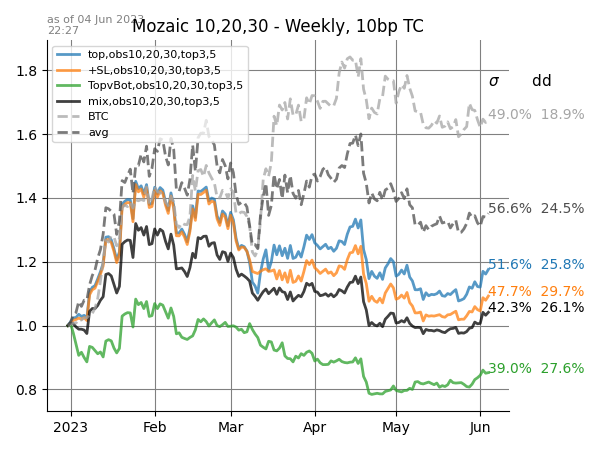 as of 04 Jun 2023
22:27
Mozaic 10,20,30 - Weekly, 10bp TC
top,obs10,20,30,top3,5
+SL,obs10,20,30,top3,5
TopvBot,obs10,20,30,top3,5
mix,obs10,20,30,top3,5
BTC
avg
σ dd
49.0% 18.9%
56.6% 24.5%
51.6% 25.8%
47.7% 29.7%
42.3% 26.1%
39.0% 27.6%
1.8
1.6
1.4
1.2
1.0
0.8
2023 Feb Mar Apr May Jun